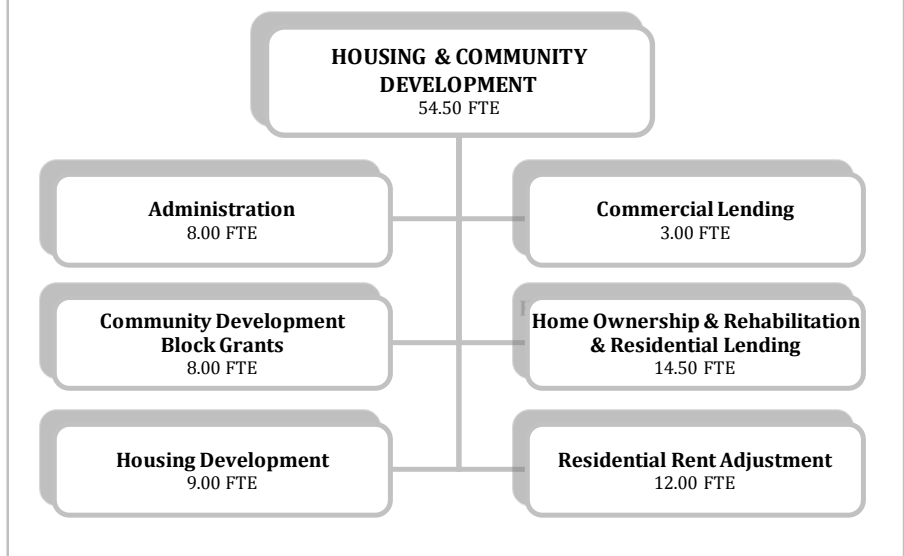 HOUSING & COMMUNITY
DEVELOPMENT
54.50 FTE
Administration
8.00 FTE
Commercial Lending
3.00 FTE
Community Development
Block Grants
8.00 FTE
Home Ownership & Rehabilitation
& Residential Lending
14.50 FTE
Housing Development
9.00 FTE
Residential Rent Adjustment
12.00 FTE